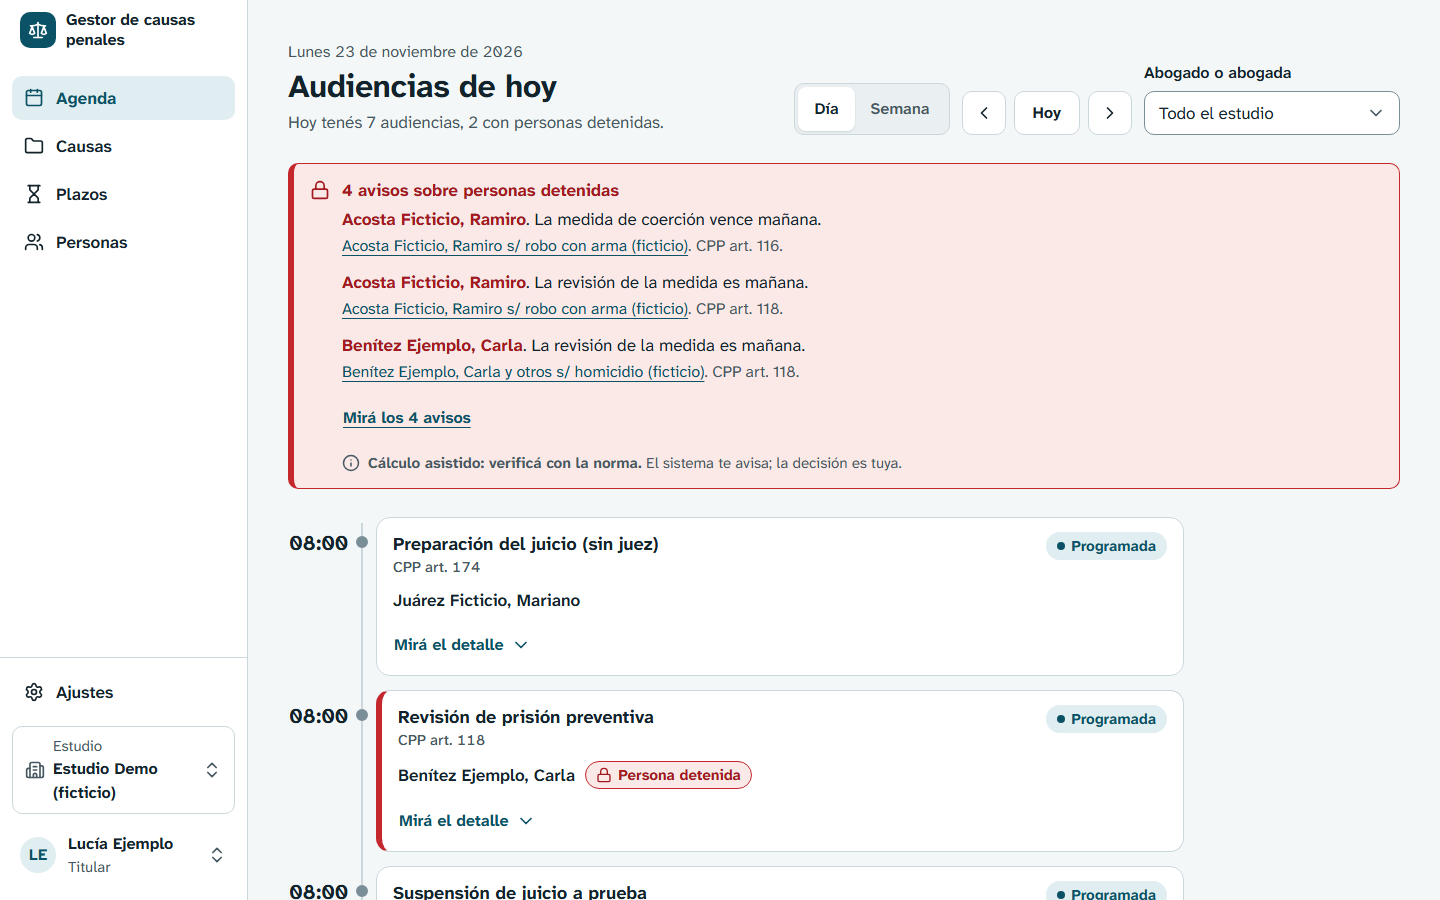 Gestor de causas
penales
Agenda
Causas
Plazos
Personas
Ajustes
Estudio
Estudio Demo
(ficticio)
LE
Lucía Ejemplo
Titular
Lunes 23 de noviembre de 2026
Audiencias de hoy
Hoy tenés 7 audiencias, 2 con personas detenidas.
Día
Semana
Hoy
Abogado o abogada
Todo el estudio
4 avisos sobre personas detenidas
Acosta Ficticio, Ramiro. La medida de coerción vence mañana.
Acosta Ficticio, Ramiro s/ robo con arma (ficticio). CPP art. 116.
Acosta Ficticio, Ramiro. La revisión de la medida es mañana.
Acosta Ficticio, Ramiro s/ robo con arma (ficticio). CPP art. 118.
Benítez Ejemplo, Carla. La revisión de la medida es mañana.
Benítez Ejemplo, Carla y otros s/ homicidio (ficticio). CPP art. 118.
Mirá los 4 avisos
Cálculo asistido: verificá con la norma. El sistema te avisa; la decisión es tuya.
08:00
Preparación del juicio (sin juez)
Programada
CPP art. 174
Juárez Ficticio, Mariano
Mirá el detalle
08:00
Revisión de prisión preventiva
Programada
CPP art. 118
Benítez Ejemplo, Carla
Persona detenida
Mirá el detalle
08:00
Suspensión de juicio a prueba
Programada